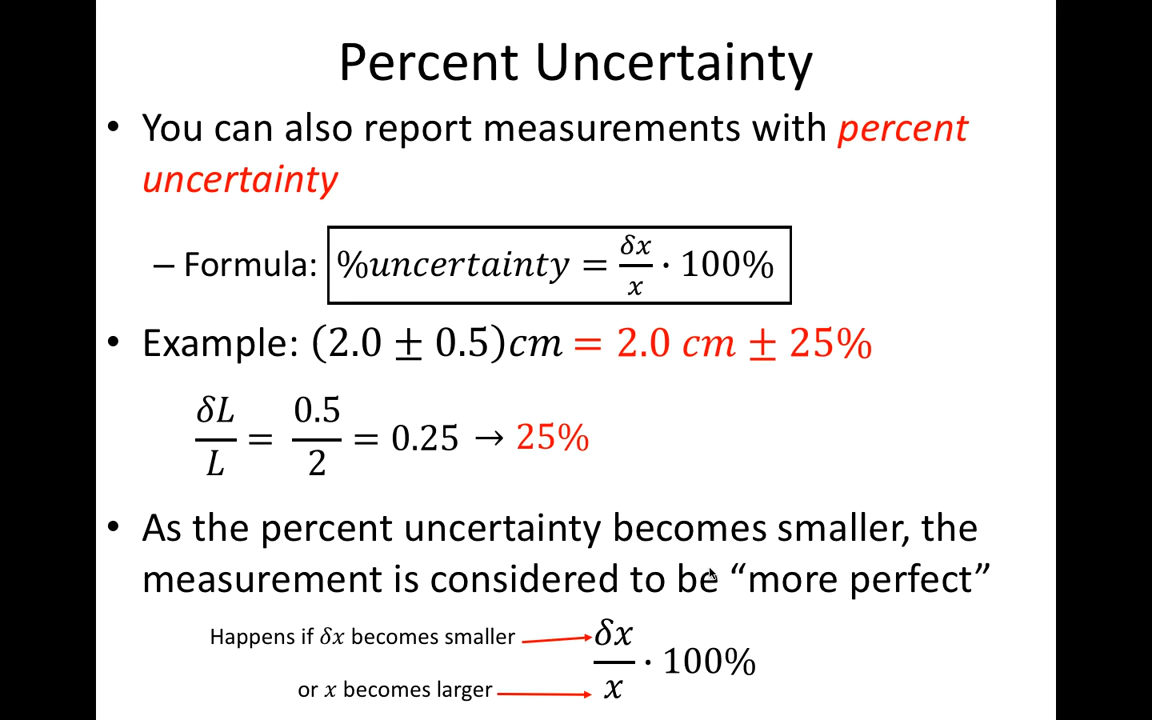 Percent Uncertainty
• You can also report measurements with percent
uncertainty
– Formula: %uncertainty = δx/x · 100%
• Example: (2.0 ± 0.5)cm = 2.0 cm ± 25%
δL/L = 0.5/2 = 0.25 → 25%
• As the percent uncertainty becomes smaller, the
measurement is considered to be “more perfect”
Happens if δx becomes smaller
or x becomes larger
δx/x · 100%